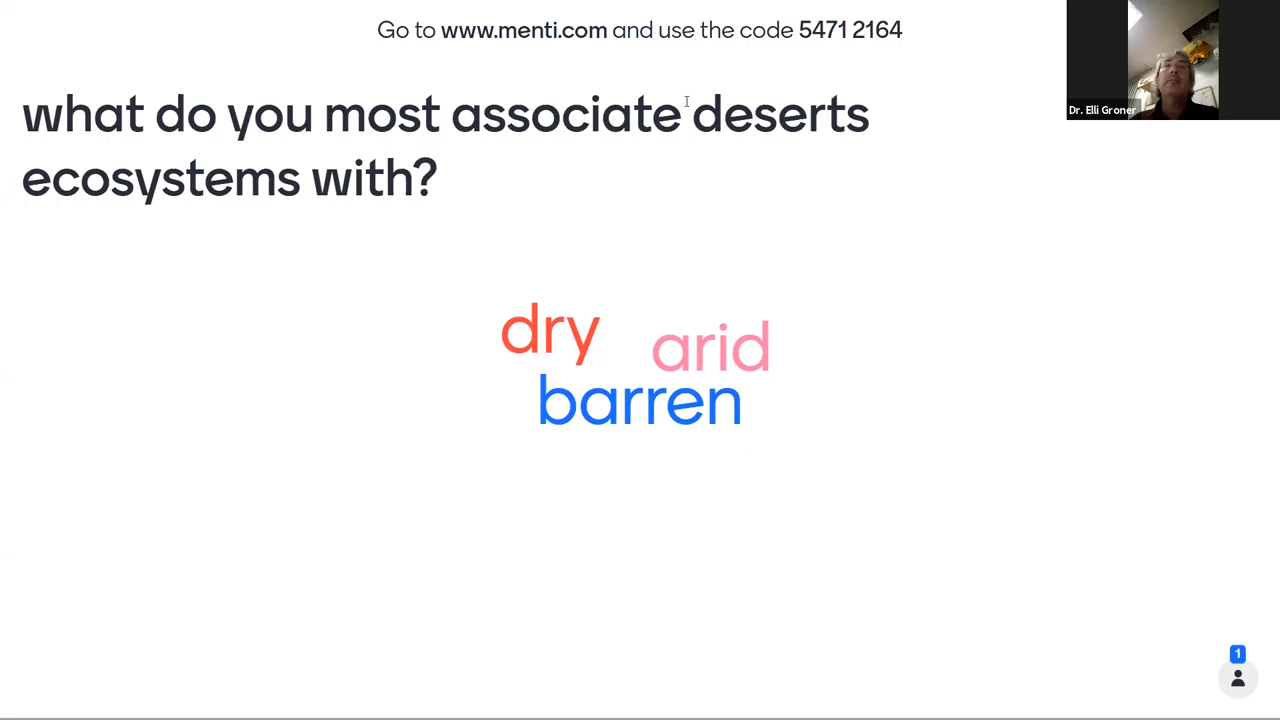 Go to www.menti.com and use the code 5471 2164
Dr. Elli Groner
what do you most associate deserts
ecosystems with?
dry
arid
barren
1